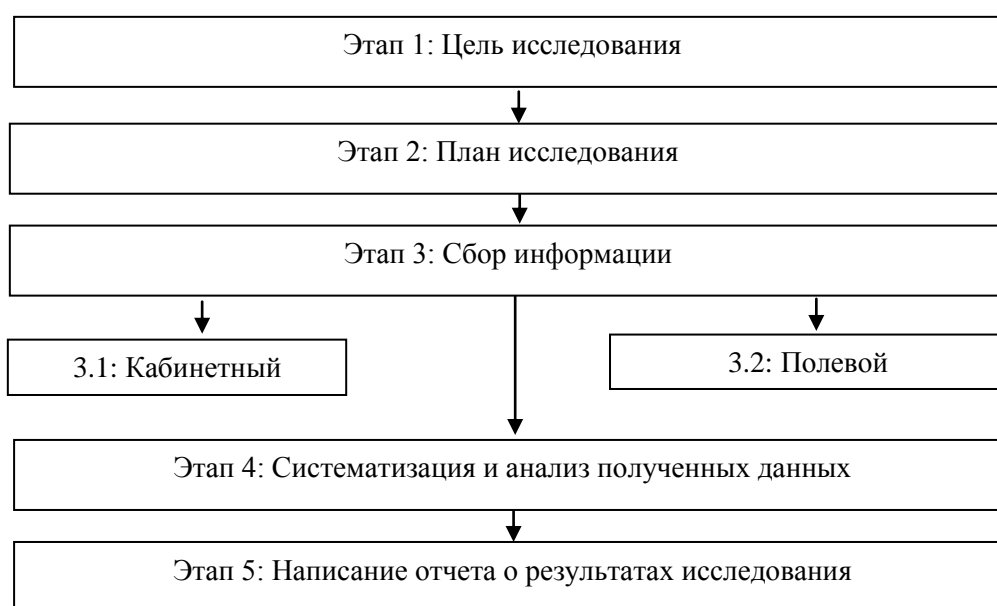 Этап 1: Цель исследования
Этап 2: План исследования
Этап 3: Сбор информации
3.1: Кабинетный
3.2: Полевой
Этап 4: Систематизация и анализ полученных данных
Этап 5: Написание отчета о результатах исследования